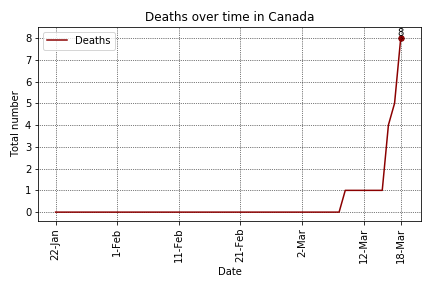 Deaths over time in Canada
8
Deaths
8
7
6
5
4
3
2
1
0
Total number
22-Jan
1-Feb
11-Feb
21-Feb
2-Mar
12-Mar
18-Mar
Date